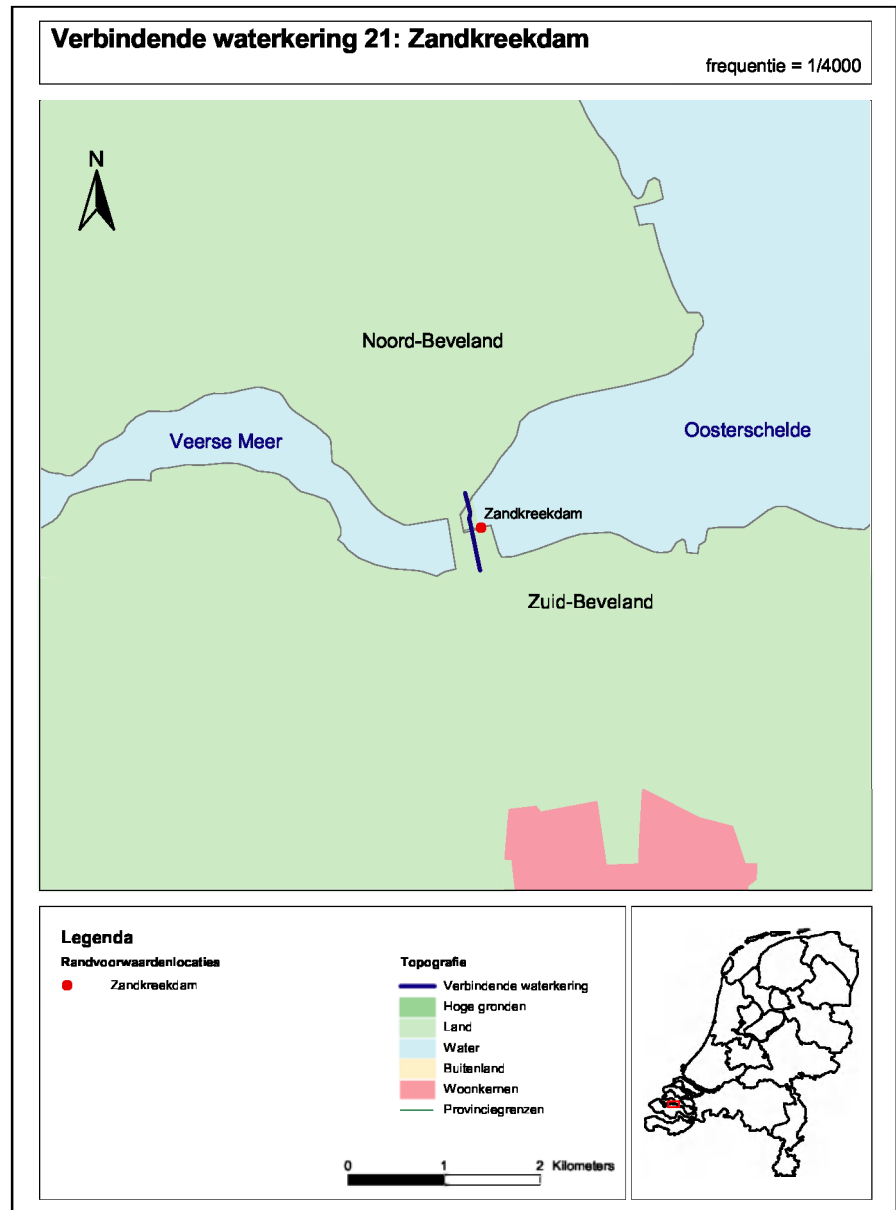 Verbindende waterkering 21: Zandkreekdam
frequentie = 1/4000
N
Noord-Beveland
Veerse Meer
Oosterschelde
Zandkreekdam
Zuid-Beveland
Legenda
Randvoorwaardenlocaties
Zandkreekdam
Topografie
Verbindende waterkering
Hoge gronden
Land
Water
Buitenland
Woonkernen
Provinciegrenzen
0 1 2 Kilometers